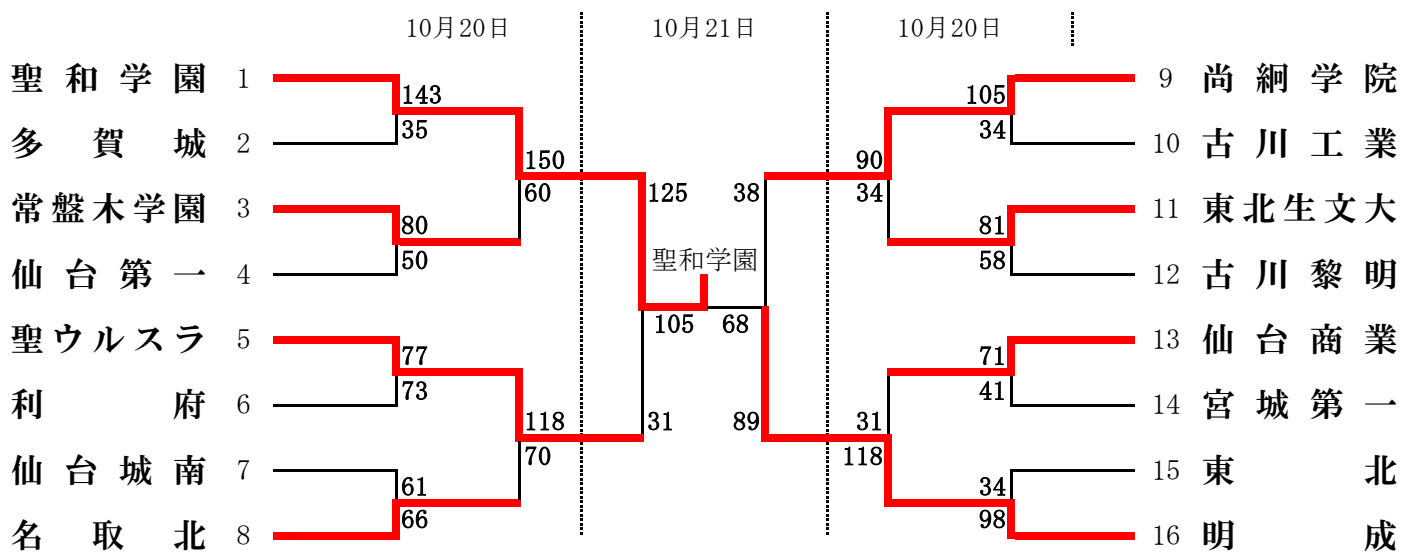 10月20日 10月21日 10月20日
聖和学園 1 143 105 9 尚絅学院
多賀城 2 35 34 10 古川工業
150 90
60 34
125 38
常盤木学園 3 80 81 11 東北生文大
仙台第一 4 50 58 12 古川黎明
聖和学園
105 68
聖ウルスラ 5 77 71 13 仙台商業
利府 6 73 41 14 宮城第一
118 31 89 31
70 118
仙台城南 7 61 34 15 東北
名取北 8 66 98 16 明成